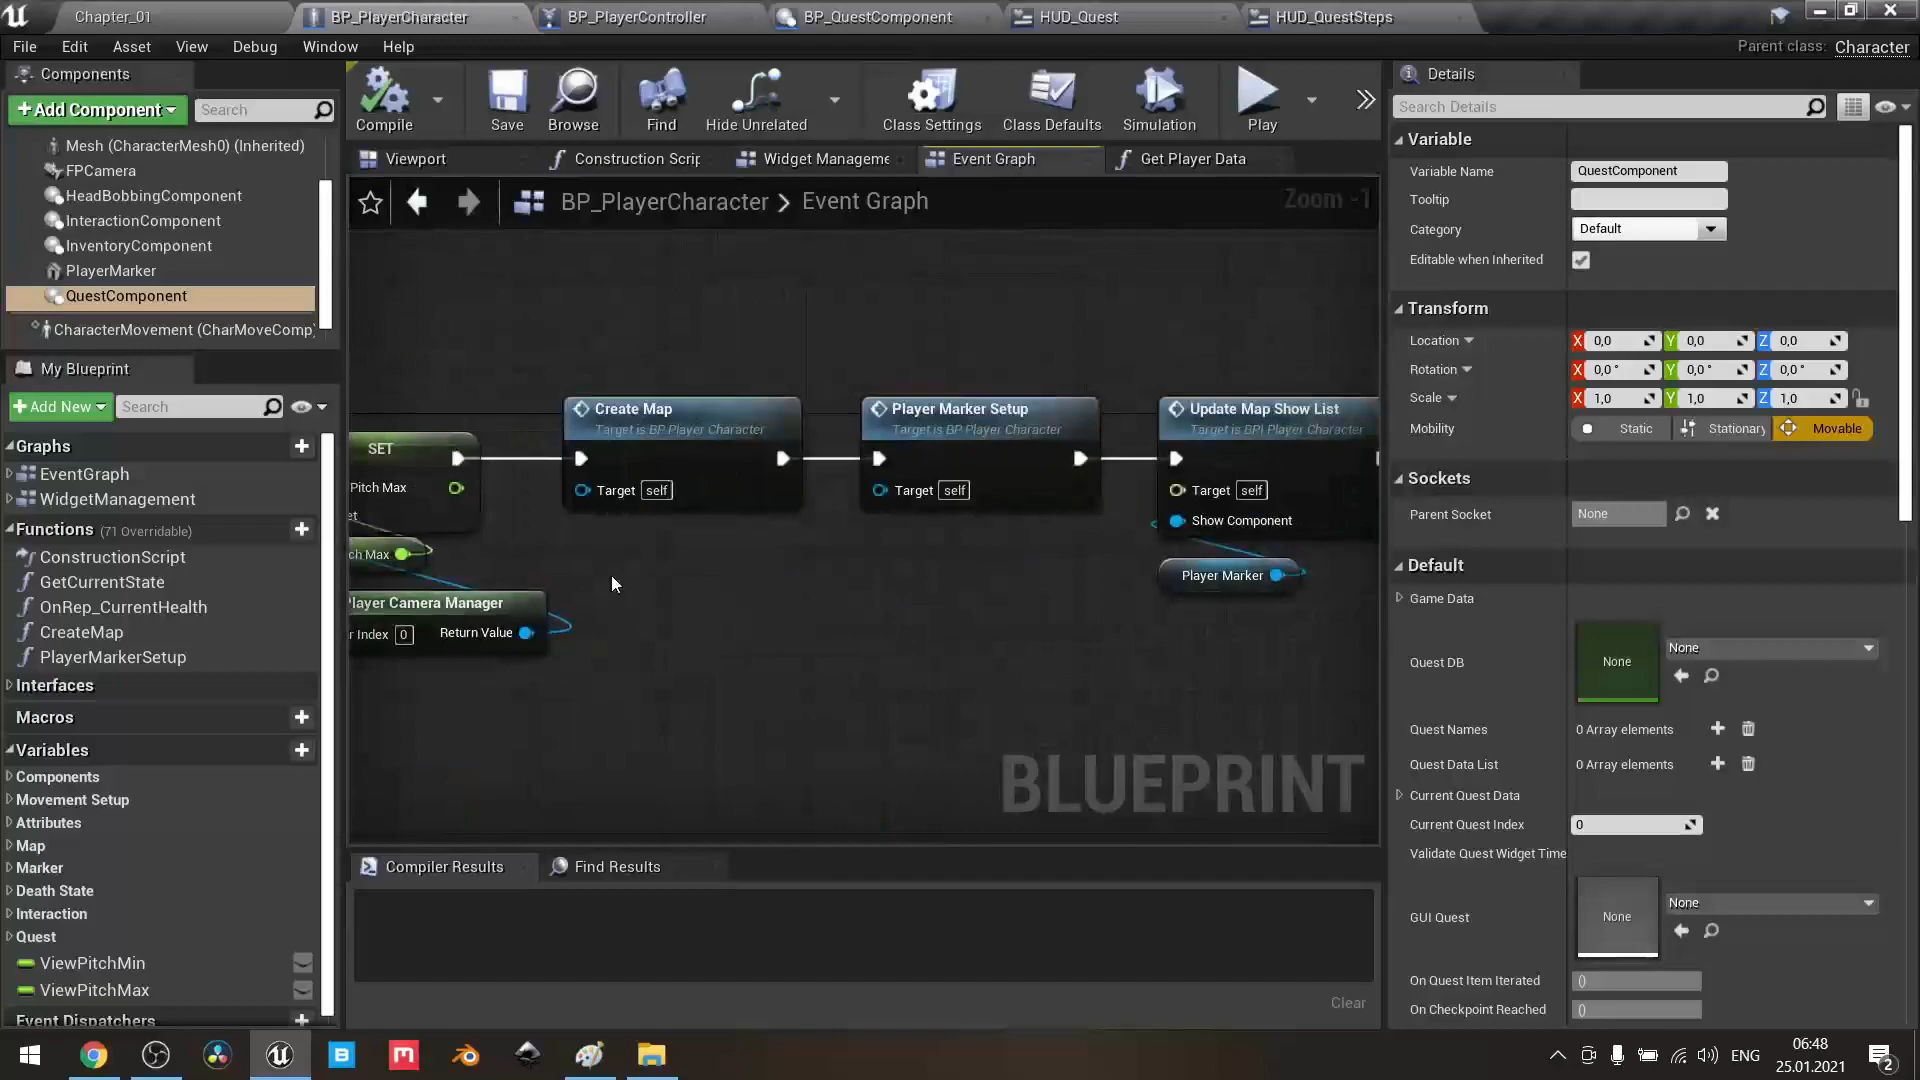 Chapter_01
BP_PlayerCharacter
BP_PlayerController
BP_QuestComponent
HUD_Quest
HUD_QuestSteps
File Edit Asset View Debug Window Help
Parent class: Character
Components
+Add Component
Search
Mesh (CharacterMesh0) (Inherited)
FPCamera
HeadBobbingComponent
InteractionComponent
InventoryComponent
PlayerMarker
QuestComponent
CharacterMovement (CharMoveComp)
My Blueprint
+Add New
Search
Graphs
EventGraph
WidgetManagement
Functions (71 Overridable)
ConstructionScript
GetCurrentState
OnRep_CurrentHealth
CreateMap
PlayerMarkerSetup
Interfaces
Macros
Variables
Components
Movement Setup
Attributes
Map
Marker
Death State
Interaction
Quest
ViewPitchMin
ViewPitchMax
Event Dispatchers
Compile
Save
Browse
Find
Hide Unrelated
Class Settings
Class Defaults
Simulation
Play
Viewport
Construction Scrip
Widget Manageme
Event Graph
Get Player Data
BP_PlayerCharacter > Event Graph
Zoom -1
SET
Pitch Max
et
ch Max
layer Camera Manager
r Index 0 Return Value
Create Map
Target is BP Player Character
Target self
Player Marker Setup
Target is BP Player Character
Target self
Update Map Show List
Target is BPI Player Character
Target self
Show Component
Player Marker
BLUEPRINT
Compiler Results
Find Results
Clear
Details
Search Details
Variable
Variable Name QuestComponent
Tooltip
Category Default
Editable when Inherited
Transform
Location X 0,0 Y 0,0 Z 0,0
Rotation X 0,0 ° Y 0,0 ° Z 0,0 °
Scale X 1,0 Y 1,0 Z 1,0
Mobility Static Stationary Movable
Sockets
Parent Socket None
Default
Game Data
Quest DB None None
Quest Names 0 Array elements
Quest Data List 0 Array elements
Current Quest Data
Current Quest Index 0
Validate Quest Widget Time
GUI Quest None None
On Quest Item Iterated ()
On Checkpoint Reached ()
ENG
06:48
25.01.2021
2